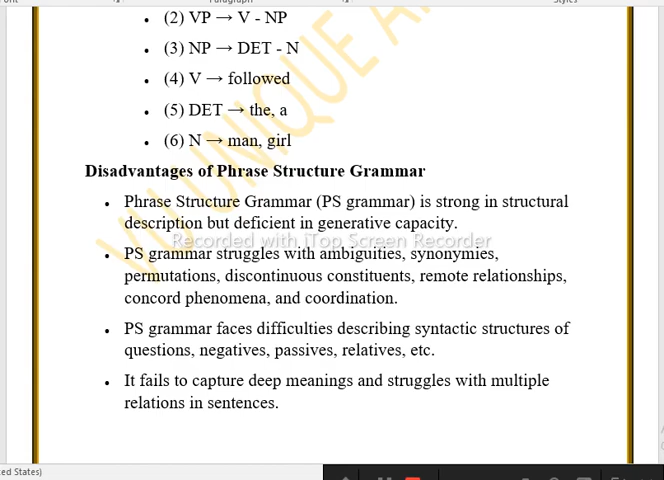 (2) VP → V - NP
(3) NP → DET - N
(4) V → followed
(5) DET → the, a
(6) N → man, girl
Disadvantages of Phrase Structure Grammar
Phrase Structure Grammar (PS grammar) is strong in structural
description but deficient in generative capacity.
Recorded with iTop Screen Recorder
PS grammar struggles with ambiguities, synonymies,
permutations, discontinuous constituents, remote relationships,
concord phenomena, and coordination.
PS grammar faces difficulties describing syntactic structures of
questions, negatives, passives, relatives, etc.
It fails to capture deep meanings and struggles with multiple
relations in sentences.
VU UNIQUE